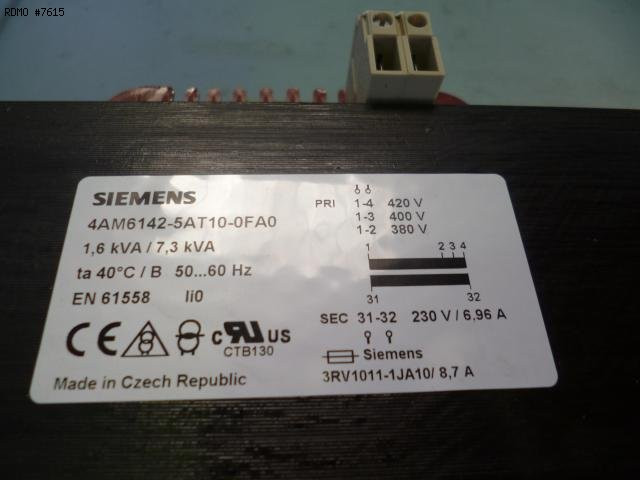 RDMO #7615
SIEMENS
4AM6142-5AT10-0FA0
1,6 kVA / 7,3 kVA
ta 40°C / B 50...60 Hz
EN 61558 Ii0
PRI 1-4 420 V
1-3 400 V
1-2 380 V
1 2 3 4
31 32
SEC 31-32 230 V / 6,96 A
CE
c RU US
CTB130
Siemens
3RV1011-1JA10/ 8,7 A
Made in Czech Republic